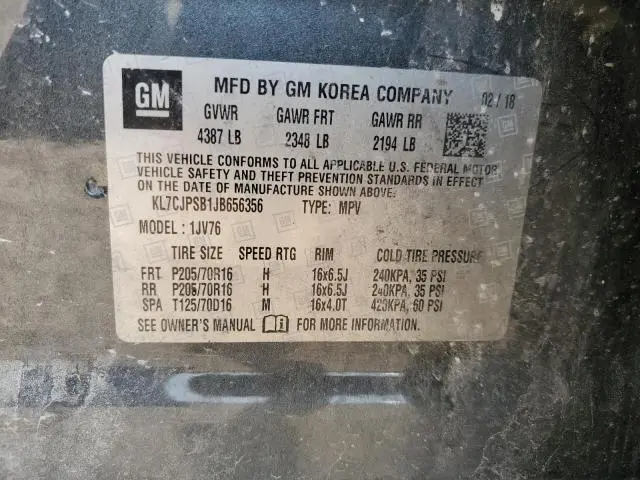 GM
MFD BY GM KOREA COMPANY 02 / 18
GVWR GAWR FRT GAWR RR
4387 LB 2348 LB 2194 LB
THIS VEHICLE CONFORMS TO ALL APPLICABLE U.S. FEDERAL MOTOR
VEHICLE SAFETY AND THEFT PREVENTION STANDARDS IN EFFECT
ON THE DATE OF MANUFACTURE SHOWN ABOVE.
KL7CJPSB1JB656356 TYPE: MPV
MODEL : 1JV76
TIRE SIZE SPEED RTG RIM COLD TIRE PRESSURE
FRT P205/70R16 H 16x6.5J 240KPA, 35 PSI
RR P205/70R16 H 16x6.5J 240KPA, 35 PSI
SPA T125/70D16 M 16x4.0T 420KPA, 60 PSI
SEE OWNER'S MANUAL FOR MORE INFORMATION.